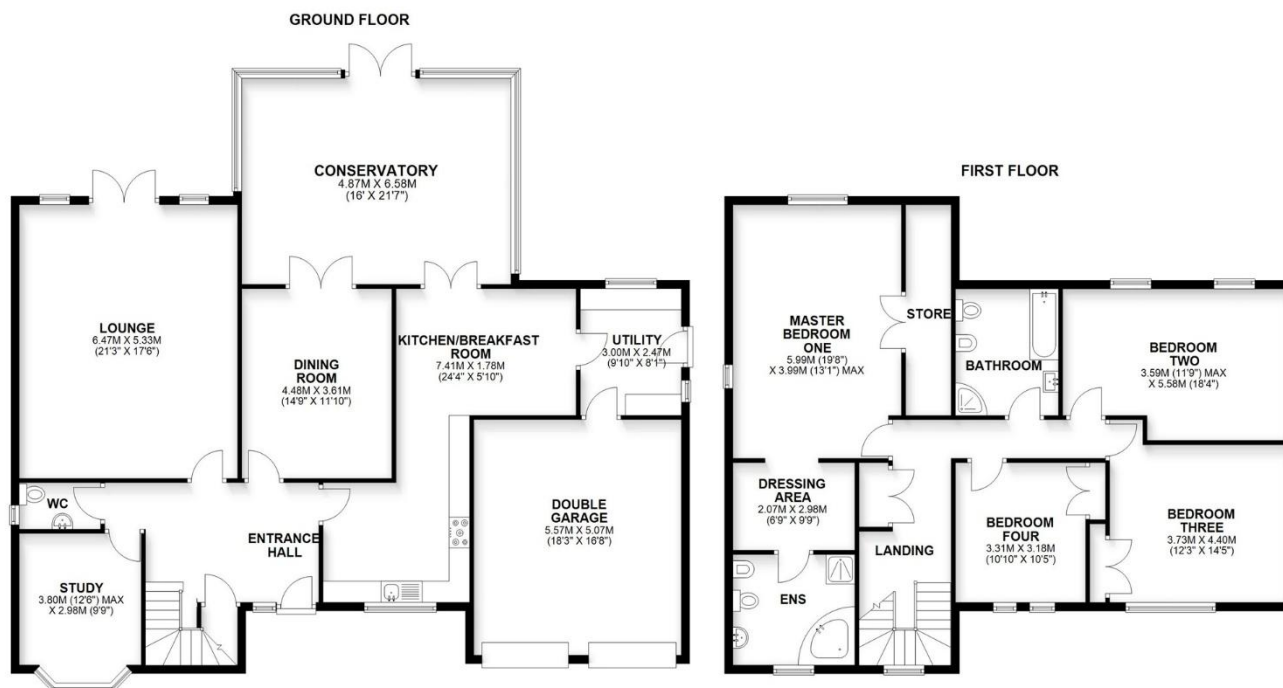 GROUND FLOOR
CONSERVATORY
4.87M X 6.58M
(16' X 21'7")
LOUNGE
6.47M X 5.33M
(21'3" X 17'6")
DINING
ROOM
4.48M X 3.61M
(14'9" X 11'10")
KITCHEN/BREAKFAST
ROOM
7.41M X 1.78M
(24'4" X 5'10")
UTILITY
3.00M X 2.47M
(9'10" X 8'1")
WC
ENTRANCE
HALL
DOUBLE
GARAGE
5.57M X 5.07M
(18'3" X 16'8")
STUDY
3.80M (12'6") MAX
X 2.98M (9'9")
FIRST FLOOR
MASTER
BEDROOM
ONE
5.99M (19'8")
X 3.99M (13'1") MAX
STORE
BATHROOM
BEDROOM
TWO
3.59M (11'9") MAX
X 5.58M (18'4")
DRESSING
AREA
2.07M X 2.98M
(6'9" X 9'9")
LANDING
BEDROOM
FOUR
3.31M X 3.18M
(10'10" X 10'5")
BEDROOM
THREE
3.73M X 4.40M
(12'3" X 14'5")
ENS